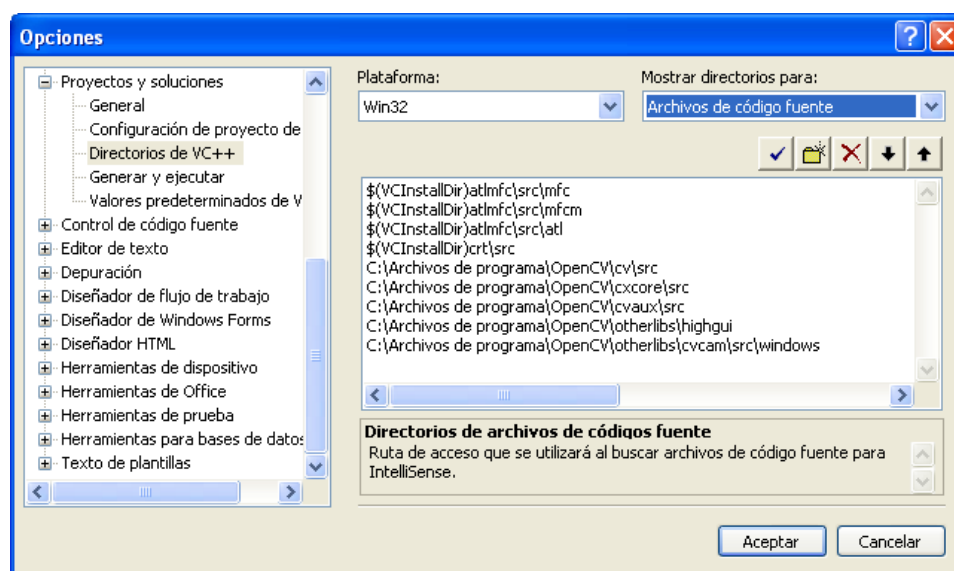 Opciones
Proyectos y soluciones
General
Configuración de proyecto de
Directorios de VC++
Generar y ejecutar
Valores predeterminados de V
Control de código fuente
Editor de texto
Depuración
Diseñador de flujo de trabajo
Diseñador de Windows Forms
Diseñador HTML
Herramientas de dispositivo
Herramientas de Office
Herramientas de prueba
Herramientas para bases de datos
Texto de plantillas
Plataforma:
Win32
Mostrar directorios para:
Archivos de código fuente
$(VCInstallDir)atlmfc\src\mfc
$(VCInstallDir)atlmfc\src\mfcm
$(VCInstallDir)atlmfc\src\atl
$(VCInstallDir)crt\src
C:\Archivos de programa\OpenCV\cv\src
C:\Archivos de programa\OpenCV\cxcore\src
C:\Archivos de programa\OpenCV\cvaux\src
C:\Archivos de programa\OpenCV\otherlibs\highgui
C:\Archivos de programa\OpenCV\otherlibs\cvcam\src\windows
Directorios de archivos de códigos fuente
Ruta de acceso que se utilizará al buscar archivos de código fuente para
IntelliSense.
Aceptar
Cancelar